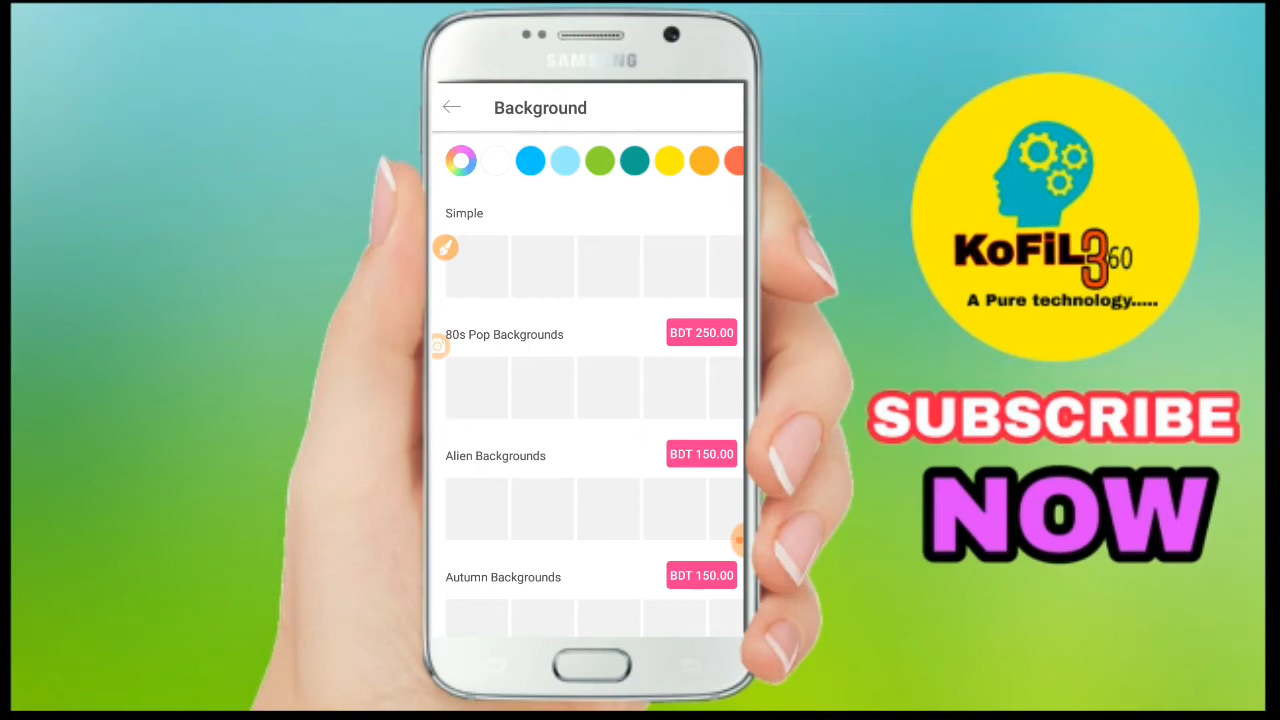 SAMSUNG
Background
Simple
80s Pop Backgrounds
BDT 250.00
Alien Backgrounds
BDT 150.00
Autumn Backgrounds
BDT 150.00
KoFiL360
A Pure technology.....
SUBSCRIBE
NOW